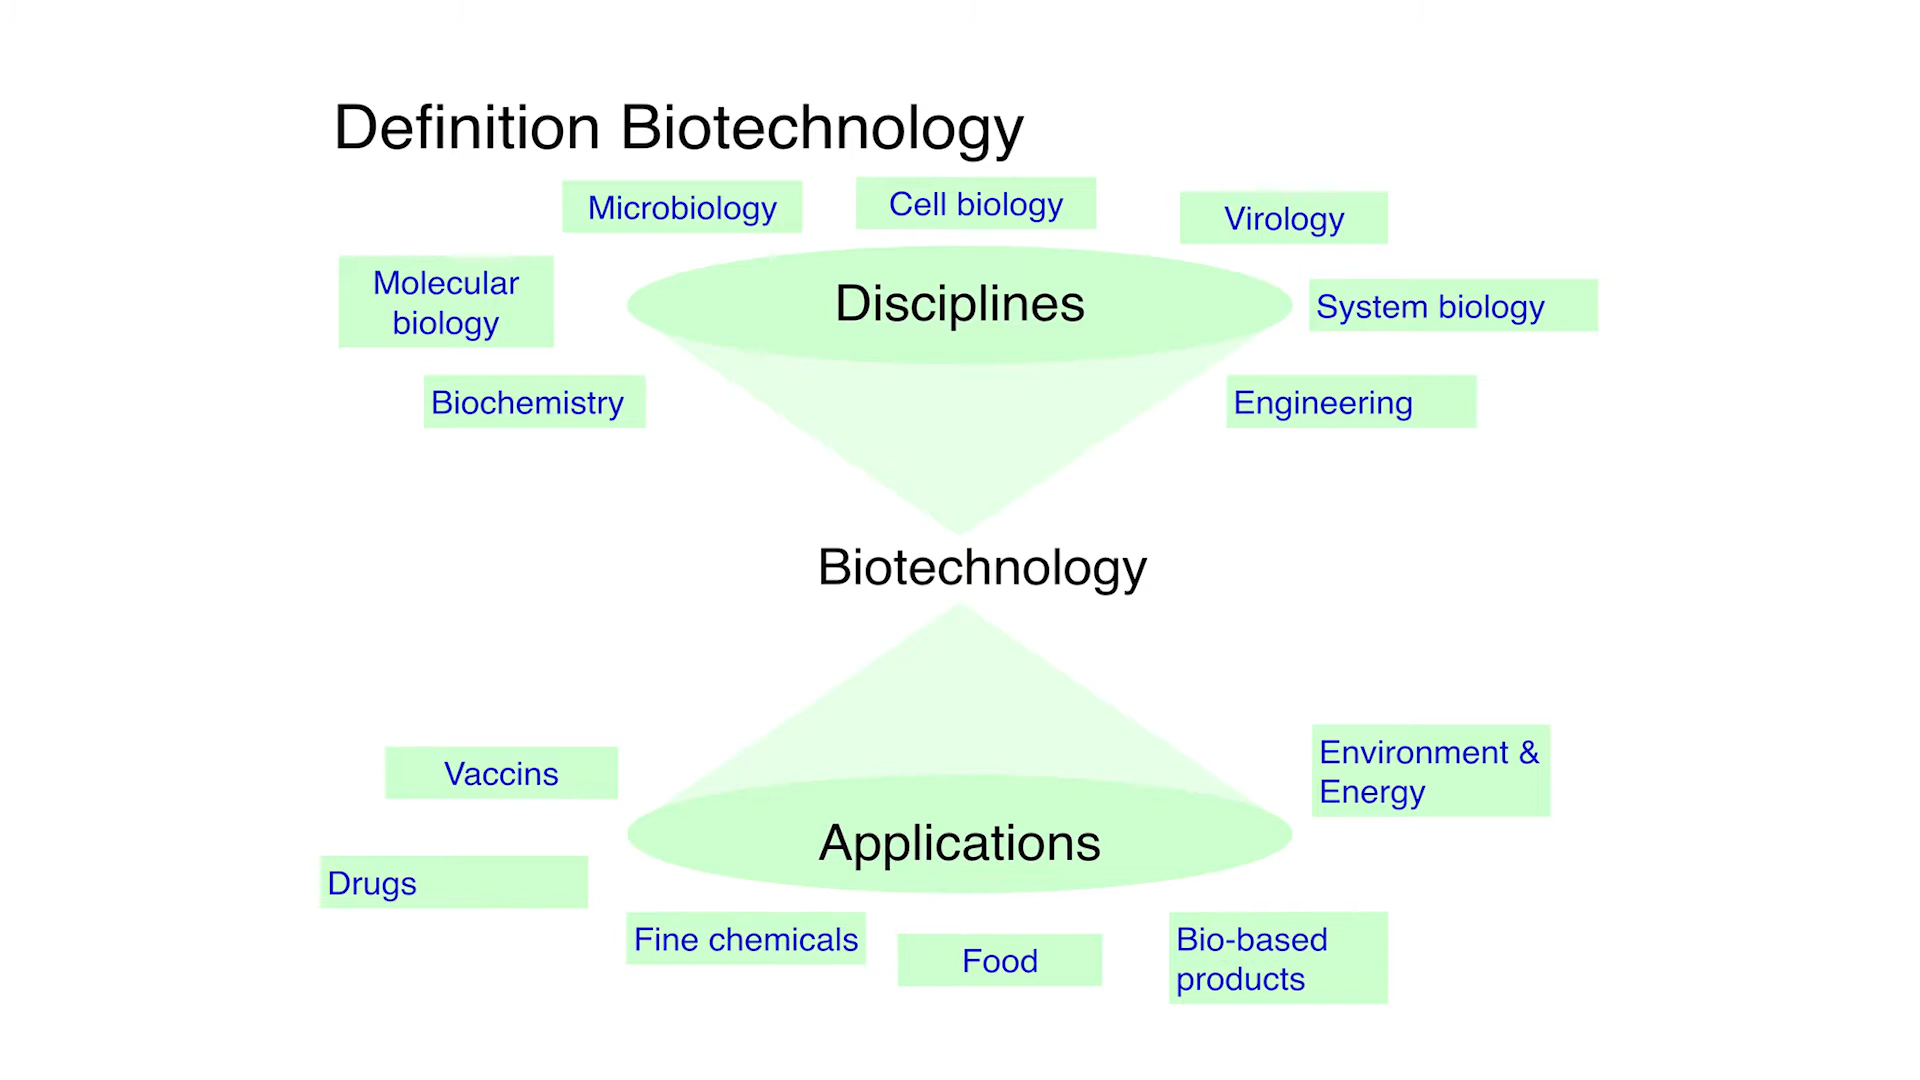 Definition Biotechnology
Microbiology
Cell biology
Virology
Molecular
biology
Disciplines
System biology
Biochemistry
Engineering
Biotechnology
Vaccins
Environment &
Energy
Applications
Drugs
Fine chemicals
Food
Bio-based
products